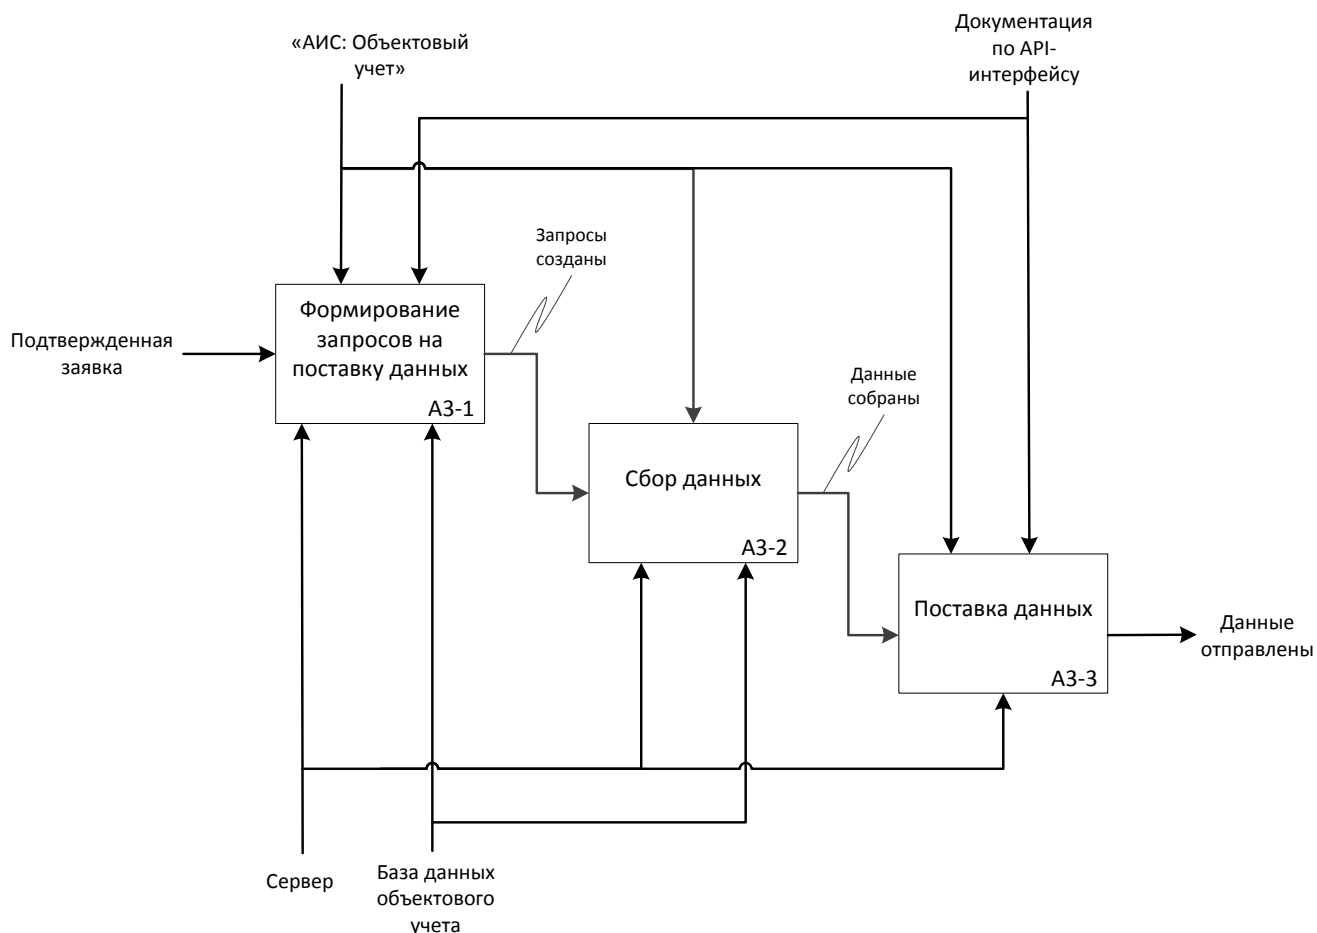 Документация
по API-
интерфейсу
«АИС: Объектовый
учет»
Запросы
созданы
Формирование
запросов на
поставку данных
А3-1
Подтвержденная
заявка
Данные
собраны
Сбор данных
А3-2
Поставка данных
А3-3
Данные
отправлены
Сервер
База данных
объектового
учета